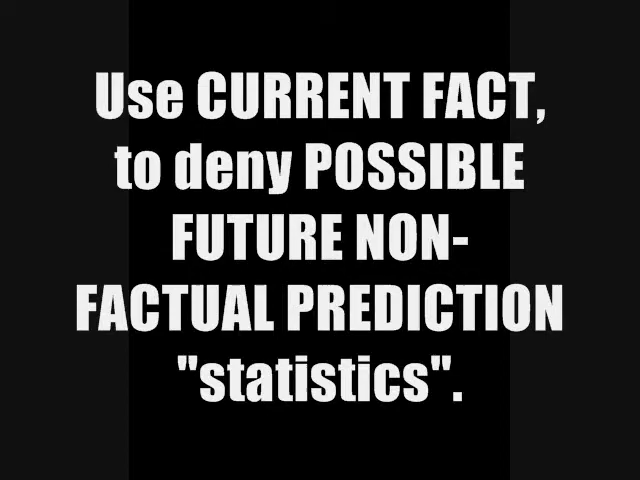 Use CURRENT FACT,
to deny POSSIBLE
FUTURE NON-
FACTUAL PREDICTION
"statistics".